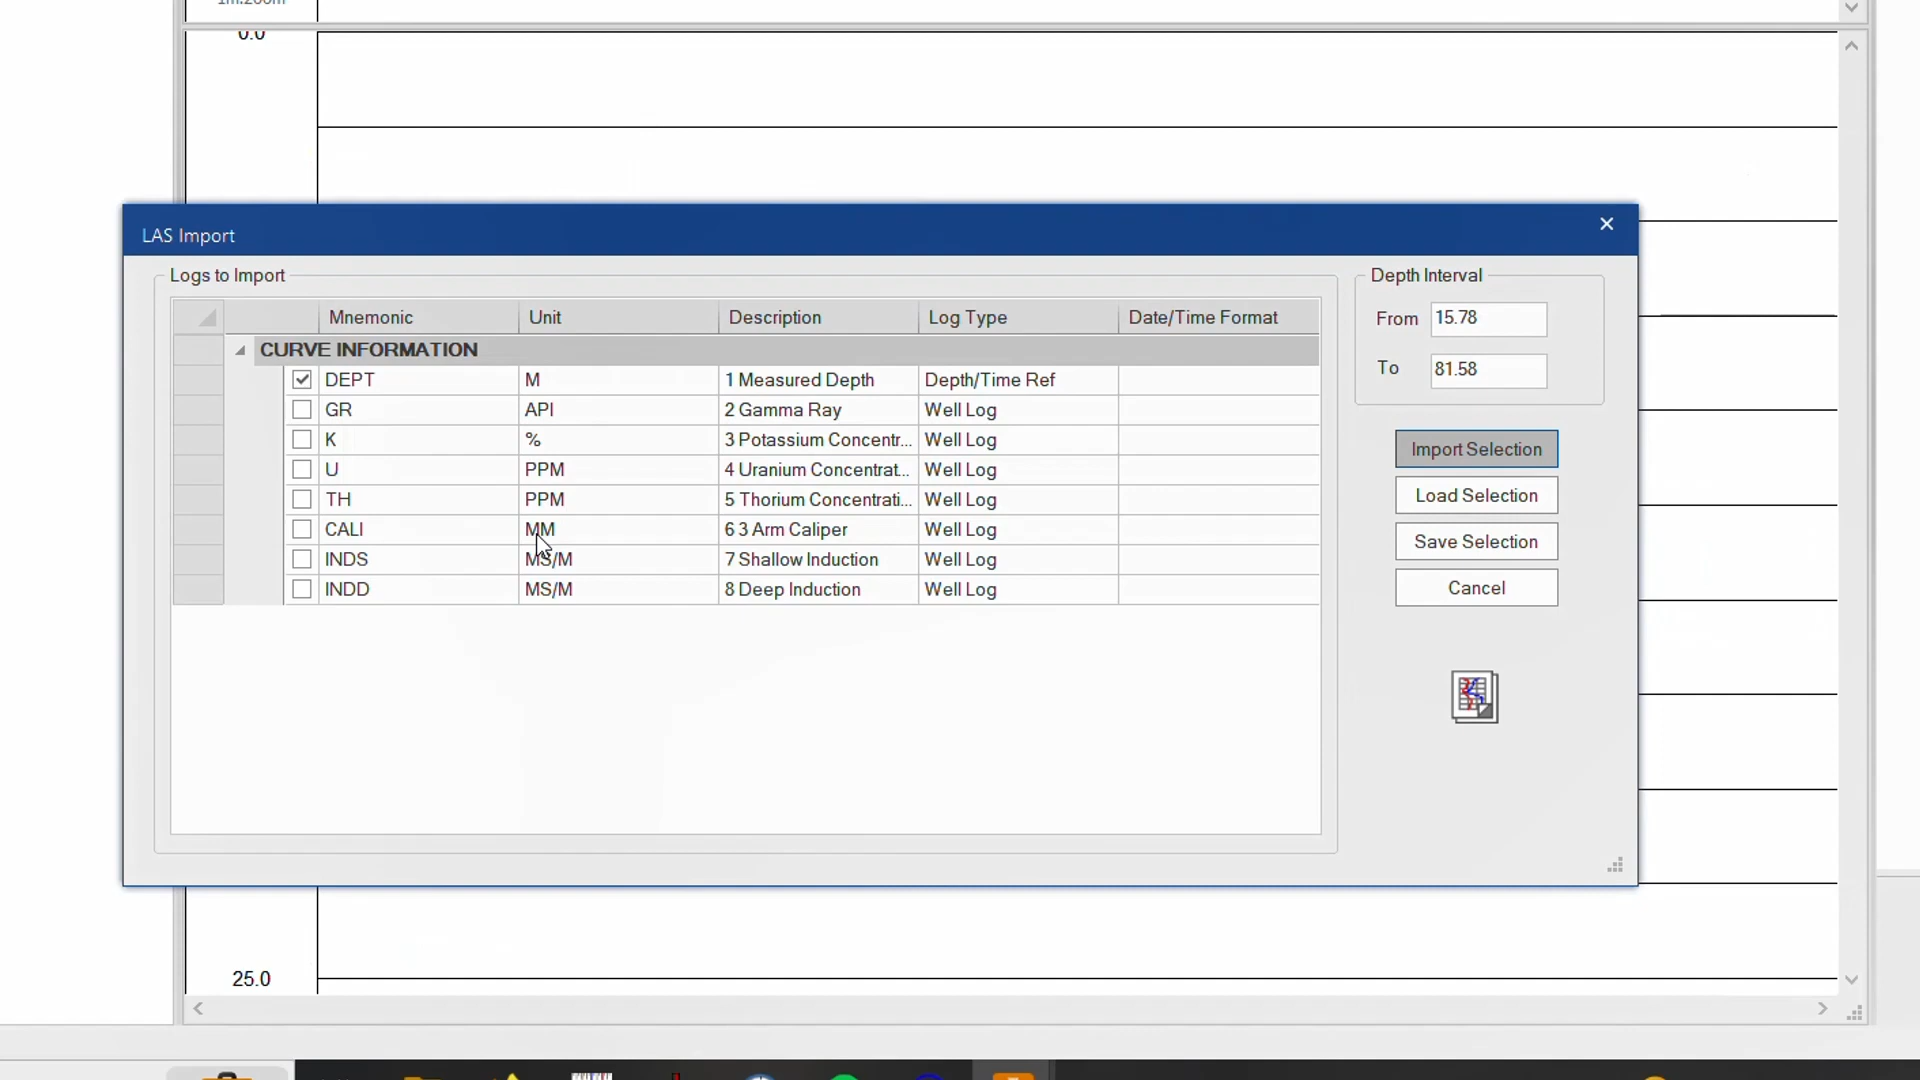 1m:200m
0.0
LAS Import
Logs to Import
Depth Interval
Mnemonic Unit Description Log Type Date/Time Format
From 15.78
CURVE INFORMATION
To 81.58
DEPT M 1 Measured Depth Depth/Time Ref
GR API 2 Gamma Ray Well Log
K % 3 Potassium Concentr... Well Log
U PPM 4 Uranium Concentrat... Well Log
TH PPM 5 Thorium Concentrati... Well Log
CALI MM 6 3 Arm Caliper Well Log
INDS MS/M 7 Shallow Induction Well Log
INDD MS/M 8 Deep Induction Well Log
Import Selection
Load Selection
Save Selection
Cancel
25.0